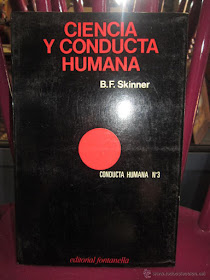 CIENCIA
Y CONDUCTA
HUMANA
B.F. Skinner
CONDUCTA HUMANA Nº3
editorial fontanella